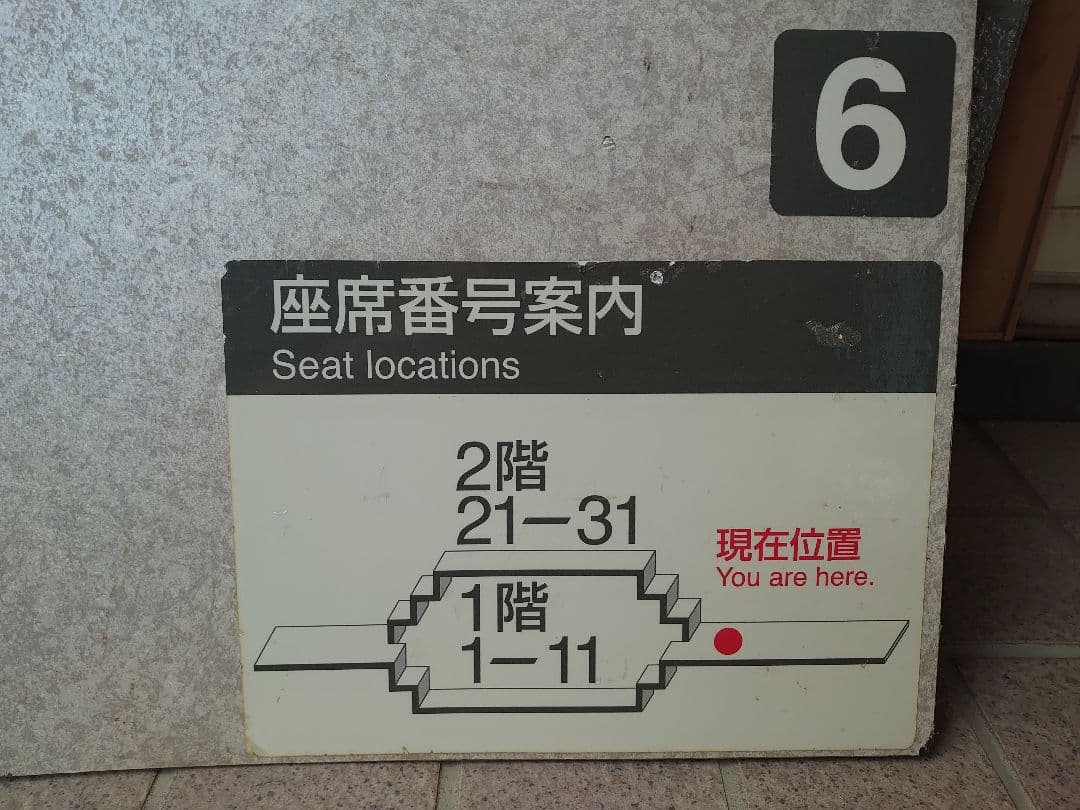 6
座席番号案内
Seat locations
2階
21－31
現在位置
You are here.
1階
1－11